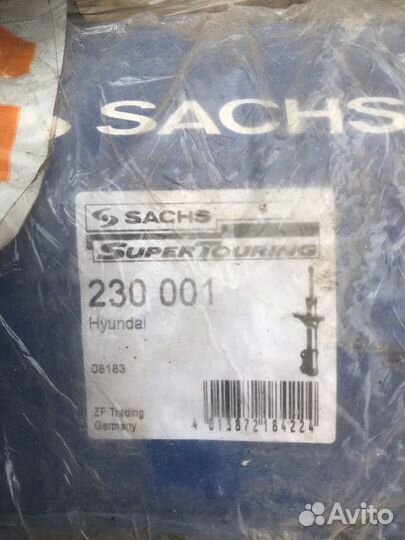 SACHS
SACHS
SUPERTOURING
230 001
Hyundai
08183
ZF Trading
Germany
4 013872 184224
Avito